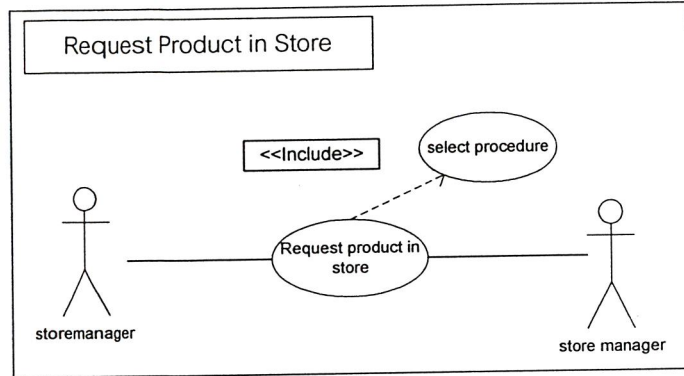 Request Product in Store
<<Include>>
select procedure
Request product in
store
storemanager
store manager